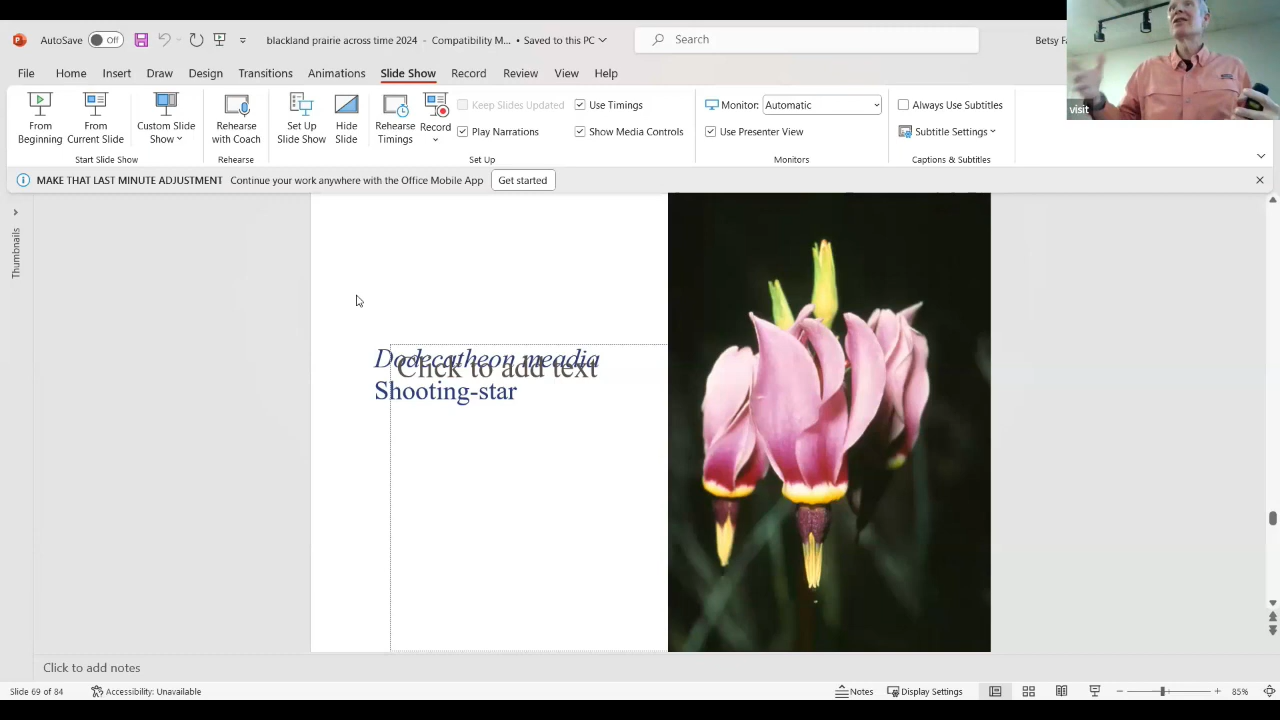 AutoSave Off
blackland prairie across time 2024 - Compatibility M... • Saved to this PC
Search
Betsy Fa
visit
File Home Insert Draw Design Transitions Animations Slide Show Record Review View Help
From Beginning
From Current Slide
Custom Slide Show
Rehearse with Coach
Set Up Slide Show
Hide Slide
Rehearse Timings
Record
Keep Slides Updated
Play Narrations
Use Timings
Show Media Controls
Monitor: Automatic
Use Presenter View
Always Use Subtitles
Subtitle Settings
Start Slide Show
Rehearse
Set Up
Monitors
Captions & Subtitles
MAKE THAT LAST MINUTE ADJUSTMENT Continue your work anywhere with the Office Mobile App Get started
Thumbnails
Dodecatheon meadia
Click to add text
Shooting-star
Click to add notes
Slide 69 of 84 Accessibility: Unavailable Notes Display Settings 85%